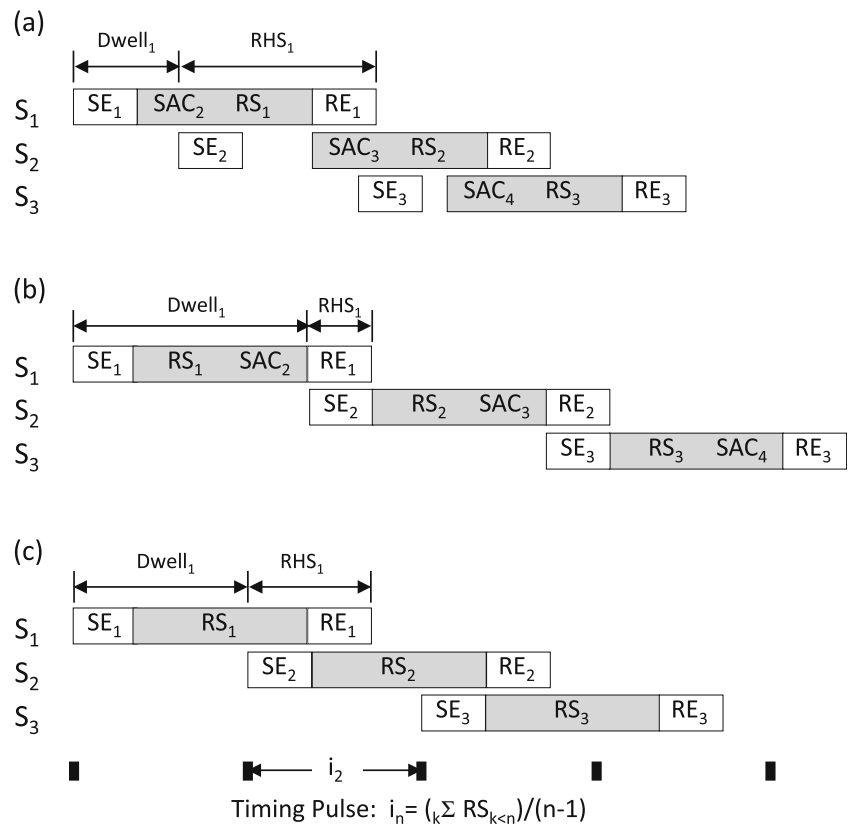 (a)
Dwell₁ RHS₁
S₁ SE₁ SAC₂ RS₁ RE₁
S₂ SE₂ SAC₃ RS₂ RE₂
S₃ SE₃ SAC₄ RS₃ RE₃
(b)
Dwell₁ RHS₁
S₁ SE₁ RS₁ SAC₂ RE₁
S₂ SE₂ RS₂ SAC₃ RE₂
S₃ SE₃ RS₃ SAC₄ RE₃
(c)
Dwell₁ RHS₁
S₁ SE₁ RS₁ RE₁
S₂ SE₂ RS₂ RE₂
S₃ SE₃ RS₃ RE₃
i₂
Timing Pulse: iₙ= (ₖΣ RSₖ<ₙ)/(n-1)